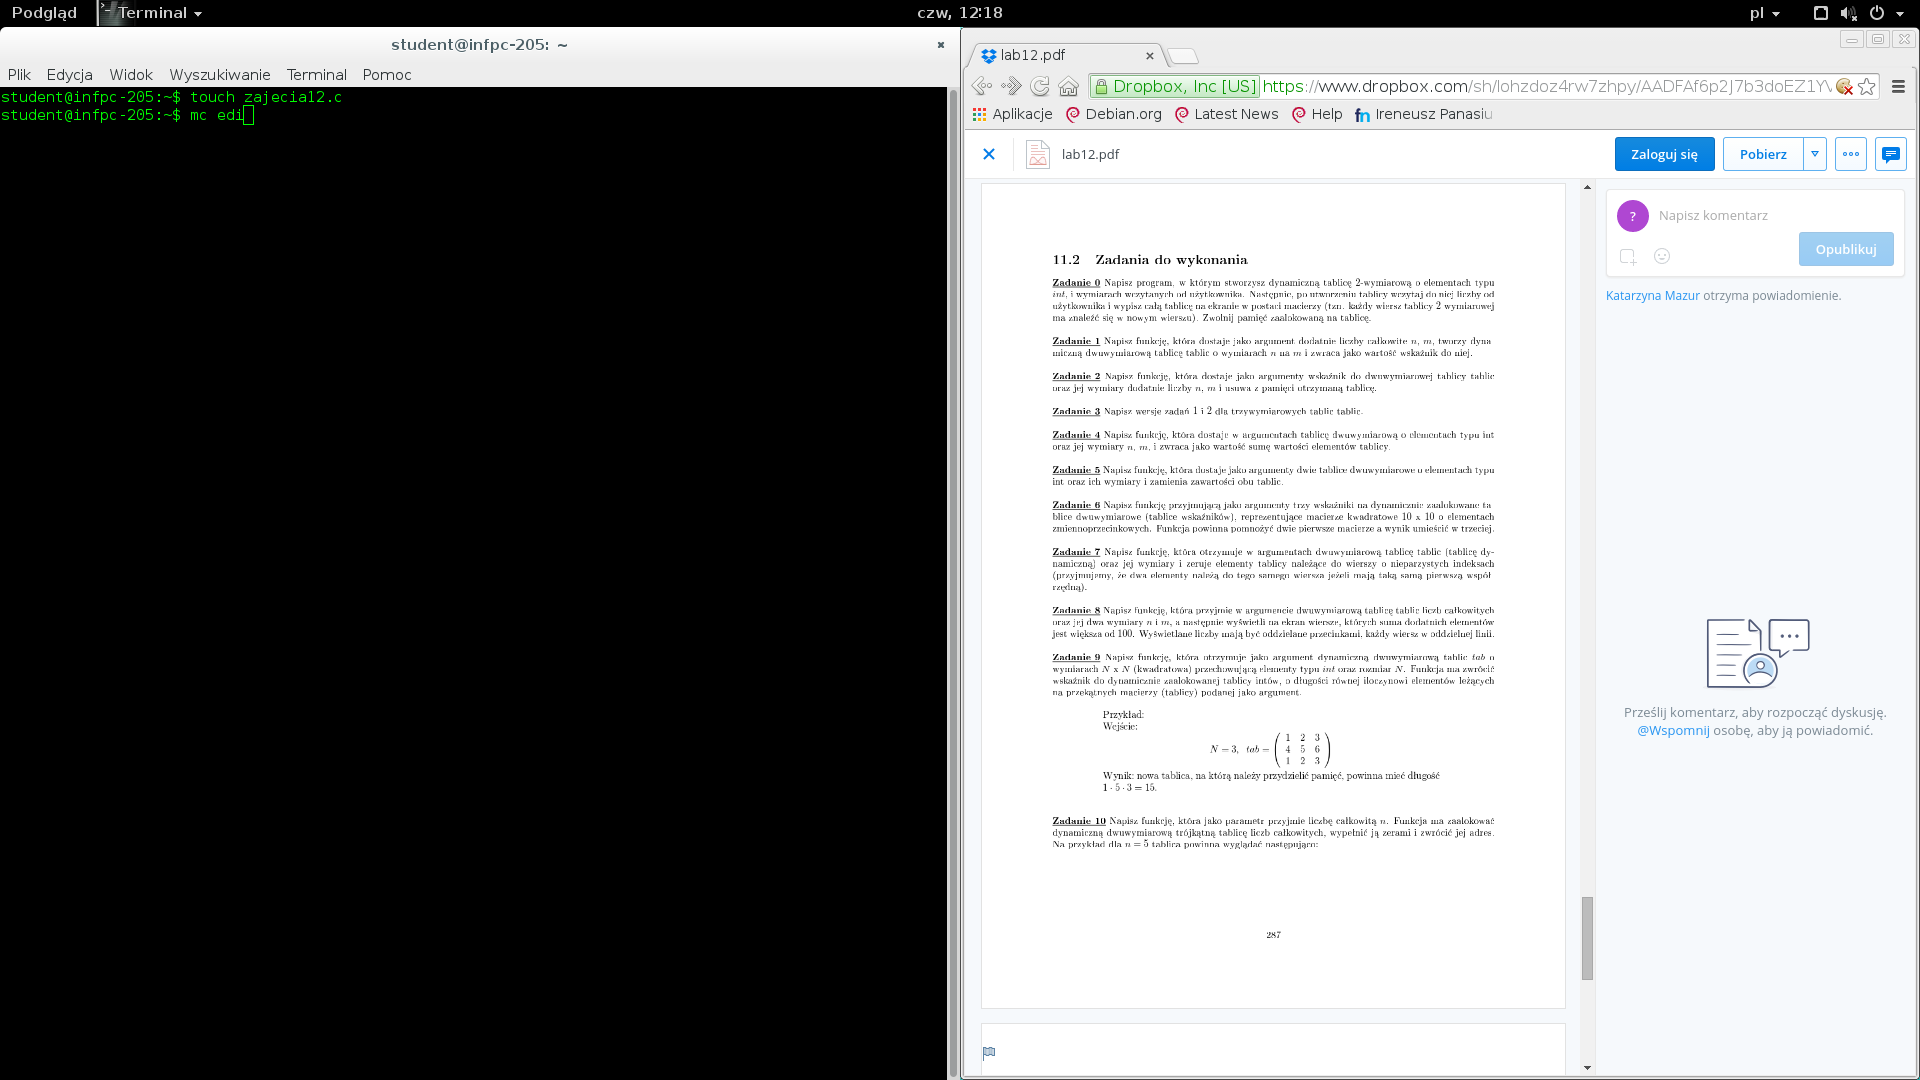 Podgląd
Terminal
czw, 12:18
pl
student@infpc-205: ~
Plik Edycja Widok Wyszukiwanie Terminal Pomoc
student@infpc-205:~$ touch zajecia12.c
student@infpc-205:~$ mc edi
lab12.pdf
Dropbox, Inc [US] https://www.dropbox.com/sh/lohzdoz4rw7zhpy/AADFAf6p2J7b3doEZ1Y
Aplikacje Debian.org Latest News Help Ireneusz Panasiu
lab12.pdf
Zaloguj się
Pobierz
11.2 Zadania do wykonania
Zadanie 0 Napisz program, w którym stworzysz dynamiczną tablicę 2-wymiarową o elementach typu
int, i wymiarach wczytanych od użytkownika. Następnie, po utworzeniu tablicy wczytaj do niej liczby od
użytkownika i wypisz całą tablicę na ekranie w postaci macierzy (tzn. każdy wiersz tablicy 2 wymiarowej
ma znaleźć się w nowym wierszu). Zwolnij pamięć zaalokowaną na tablicę.
Zadanie 1 Napisz funkcję, która dostaje jako argument dodatnie liczby całkowite n, m, tworzy dyna-
miczną dwuwymiarową tablicę tablic o wymiarach n na m i zwraca jako wartość wskaźnik do niej.
Zadanie 2 Napisz funkcję, która dostaje jako argumenty wskaźnik do dwuwymiarowej tablicy tablic
oraz jej wymiary dodatnie liczby n, m i usuwa z pamięci otrzymaną tablicę.
Zadanie 3 Napisz wersje zadań 1 i 2 dla trzywymiarowych tablic tablic.
Zadanie 4 Napisz funkcję, która dostaje w argumentach tablicę dwuwymiarową o elementach typu int
oraz jej wymiary n, m, i zwraca jako wartość sumę wartości elementów tablicy.
Zadanie 5 Napisz funkcję, która dostaje jako argumenty dwie tablice dwuwymiarowe o elementach typu
int oraz ich wymiary i zamienia zawartości obu tablic.
Zadanie 6 Napisz funkcję przyjmującą jako argumenty trzy wskaźniki na dynamicznie zaalokowane ta-
blice dwuwymiarowe (tablice wskaźników), reprezentujące macierze kwadratowe 10 x 10 o elementach
zmiennoprzecinkowych. Funkcja powinna pomnożyć dwie pierwsze macierze a wynik umieścić w trzeciej.
Zadanie 7 Napisz funkcję, która otrzymuje w argumentach dwuwymiarową tablicę tablic (tablicę dy-
namiczną) oraz jej wymiary i zeruje elementy tablicy należące do wierszy o nieparzystych indeksach
(przyjmujemy, że dwa elementy należą do tego samego wiersza jeżeli mają taką samą pierwszą współ-
rzędną).
Zadanie 8 Napisz funkcję, która przyjmie w argumencie dwuwymiarową tablicę tablic liczb całkowitych
oraz jej dwa wymiary n i m, a następnie wyświetli na ekran wiersze, których suma dodatnich elementów
jest większa od 100. Wyświetlane liczby mają być oddzielane przecinkami, każdy wiersz w oddzielnej linii.
Zadanie 9 Napisz funkcję, która otrzymuje jako argument dynamiczną dwuwymiarową tablic tab o
wymiarach N x N (kwadratowa) przechowującą elementy typu int oraz rozmiar N. Funkcja ma zwrócić
wskaźnik do dynamicznie zaalokowanej tablicy intów, o długości równej iloczynowi elementów leżących
na przekątnych macierzy (tablicy) podanej jako argument.
Przykład:
Wejście:
1 2 3
N = 3, tab = 4 5 6
1 2 3
Wynik: nowa tablica, na którą należy przydzielić pamięć, powinna mieć długość
1 · 5 · 3 = 15.
Zadanie 10 Napisz funkcję, która jako parametr przyjmie liczbę całkowitą n. Funkcja ma zaalokować
dynamiczną dwuwymiarową trójkątną tablicę liczb całkowitych, wypełnić ją zerami i zwrócić jej adres.
Na przykład dla n = 5 tablica powinna wyglądać następująco:
287
?
Napisz komentarz
Opublikuj
Katarzyna Mazur otrzyma powiadomienie.
Prześlij komentarz, aby rozpocząć dyskusję.
@Wspomnij osobę, aby ją powiadomić.